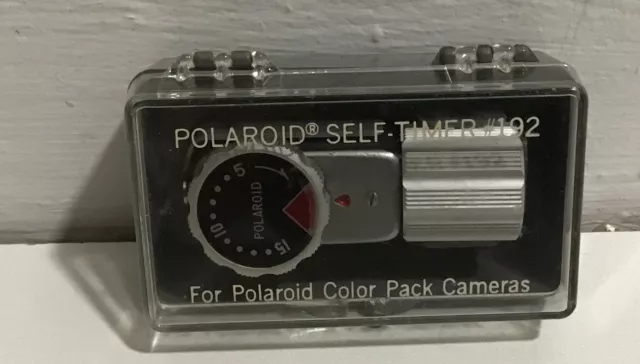 POLAROID® SELF-TIMER #192
5
POLAROID
10
15
For Polaroid Color Pack Cameras